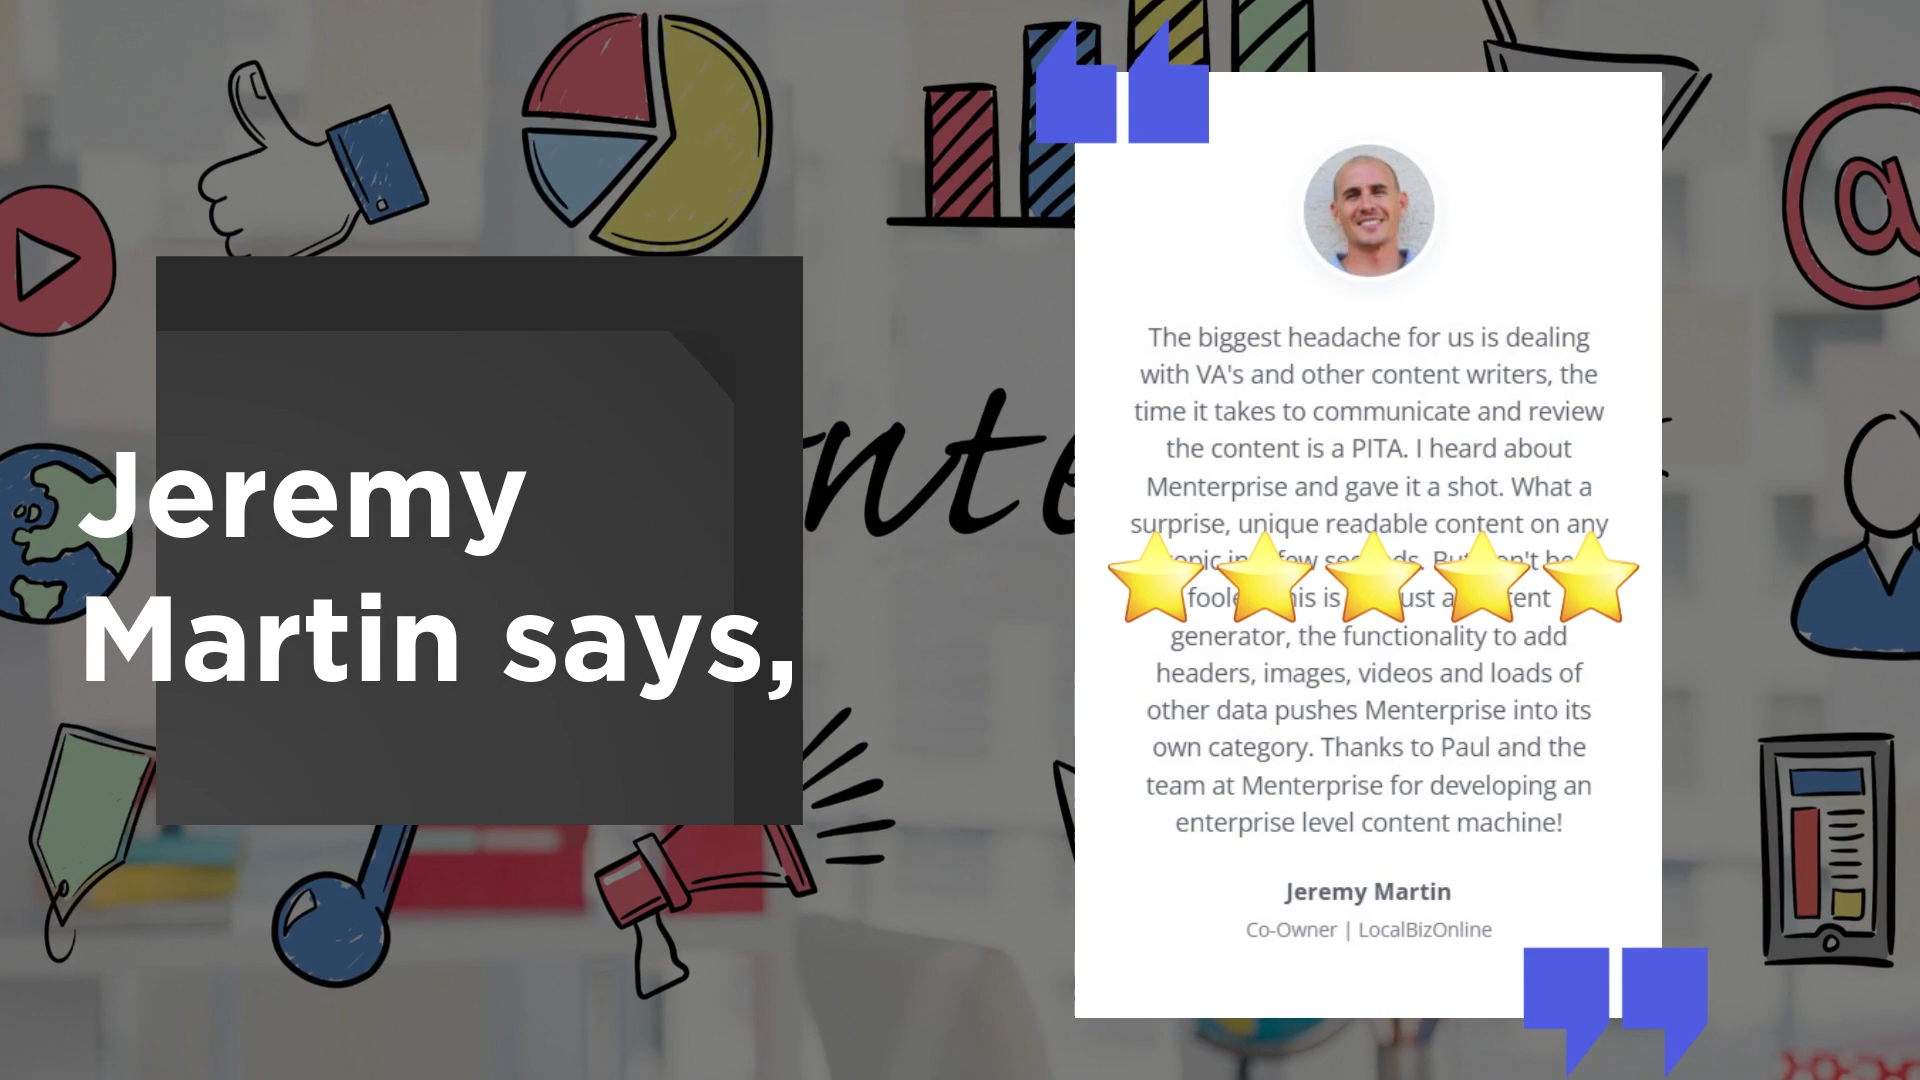 Jeremy
Martin says,
The biggest headache for us is dealing
with VA's and other content writers, the
time it takes to communicate and review
the content is a PITA. I heard about
Menterprise and gave it a shot. What a
surprise, unique readable content on any
is
generator, the functionality to add
headers, images, videos and loads of
other data pushes Menterprise into its
own category. Thanks to Paul and the
team at Menterprise for developing an
enterprise level content machine!
Jeremy Martin
Co-Owner | LocalBizOnline
@